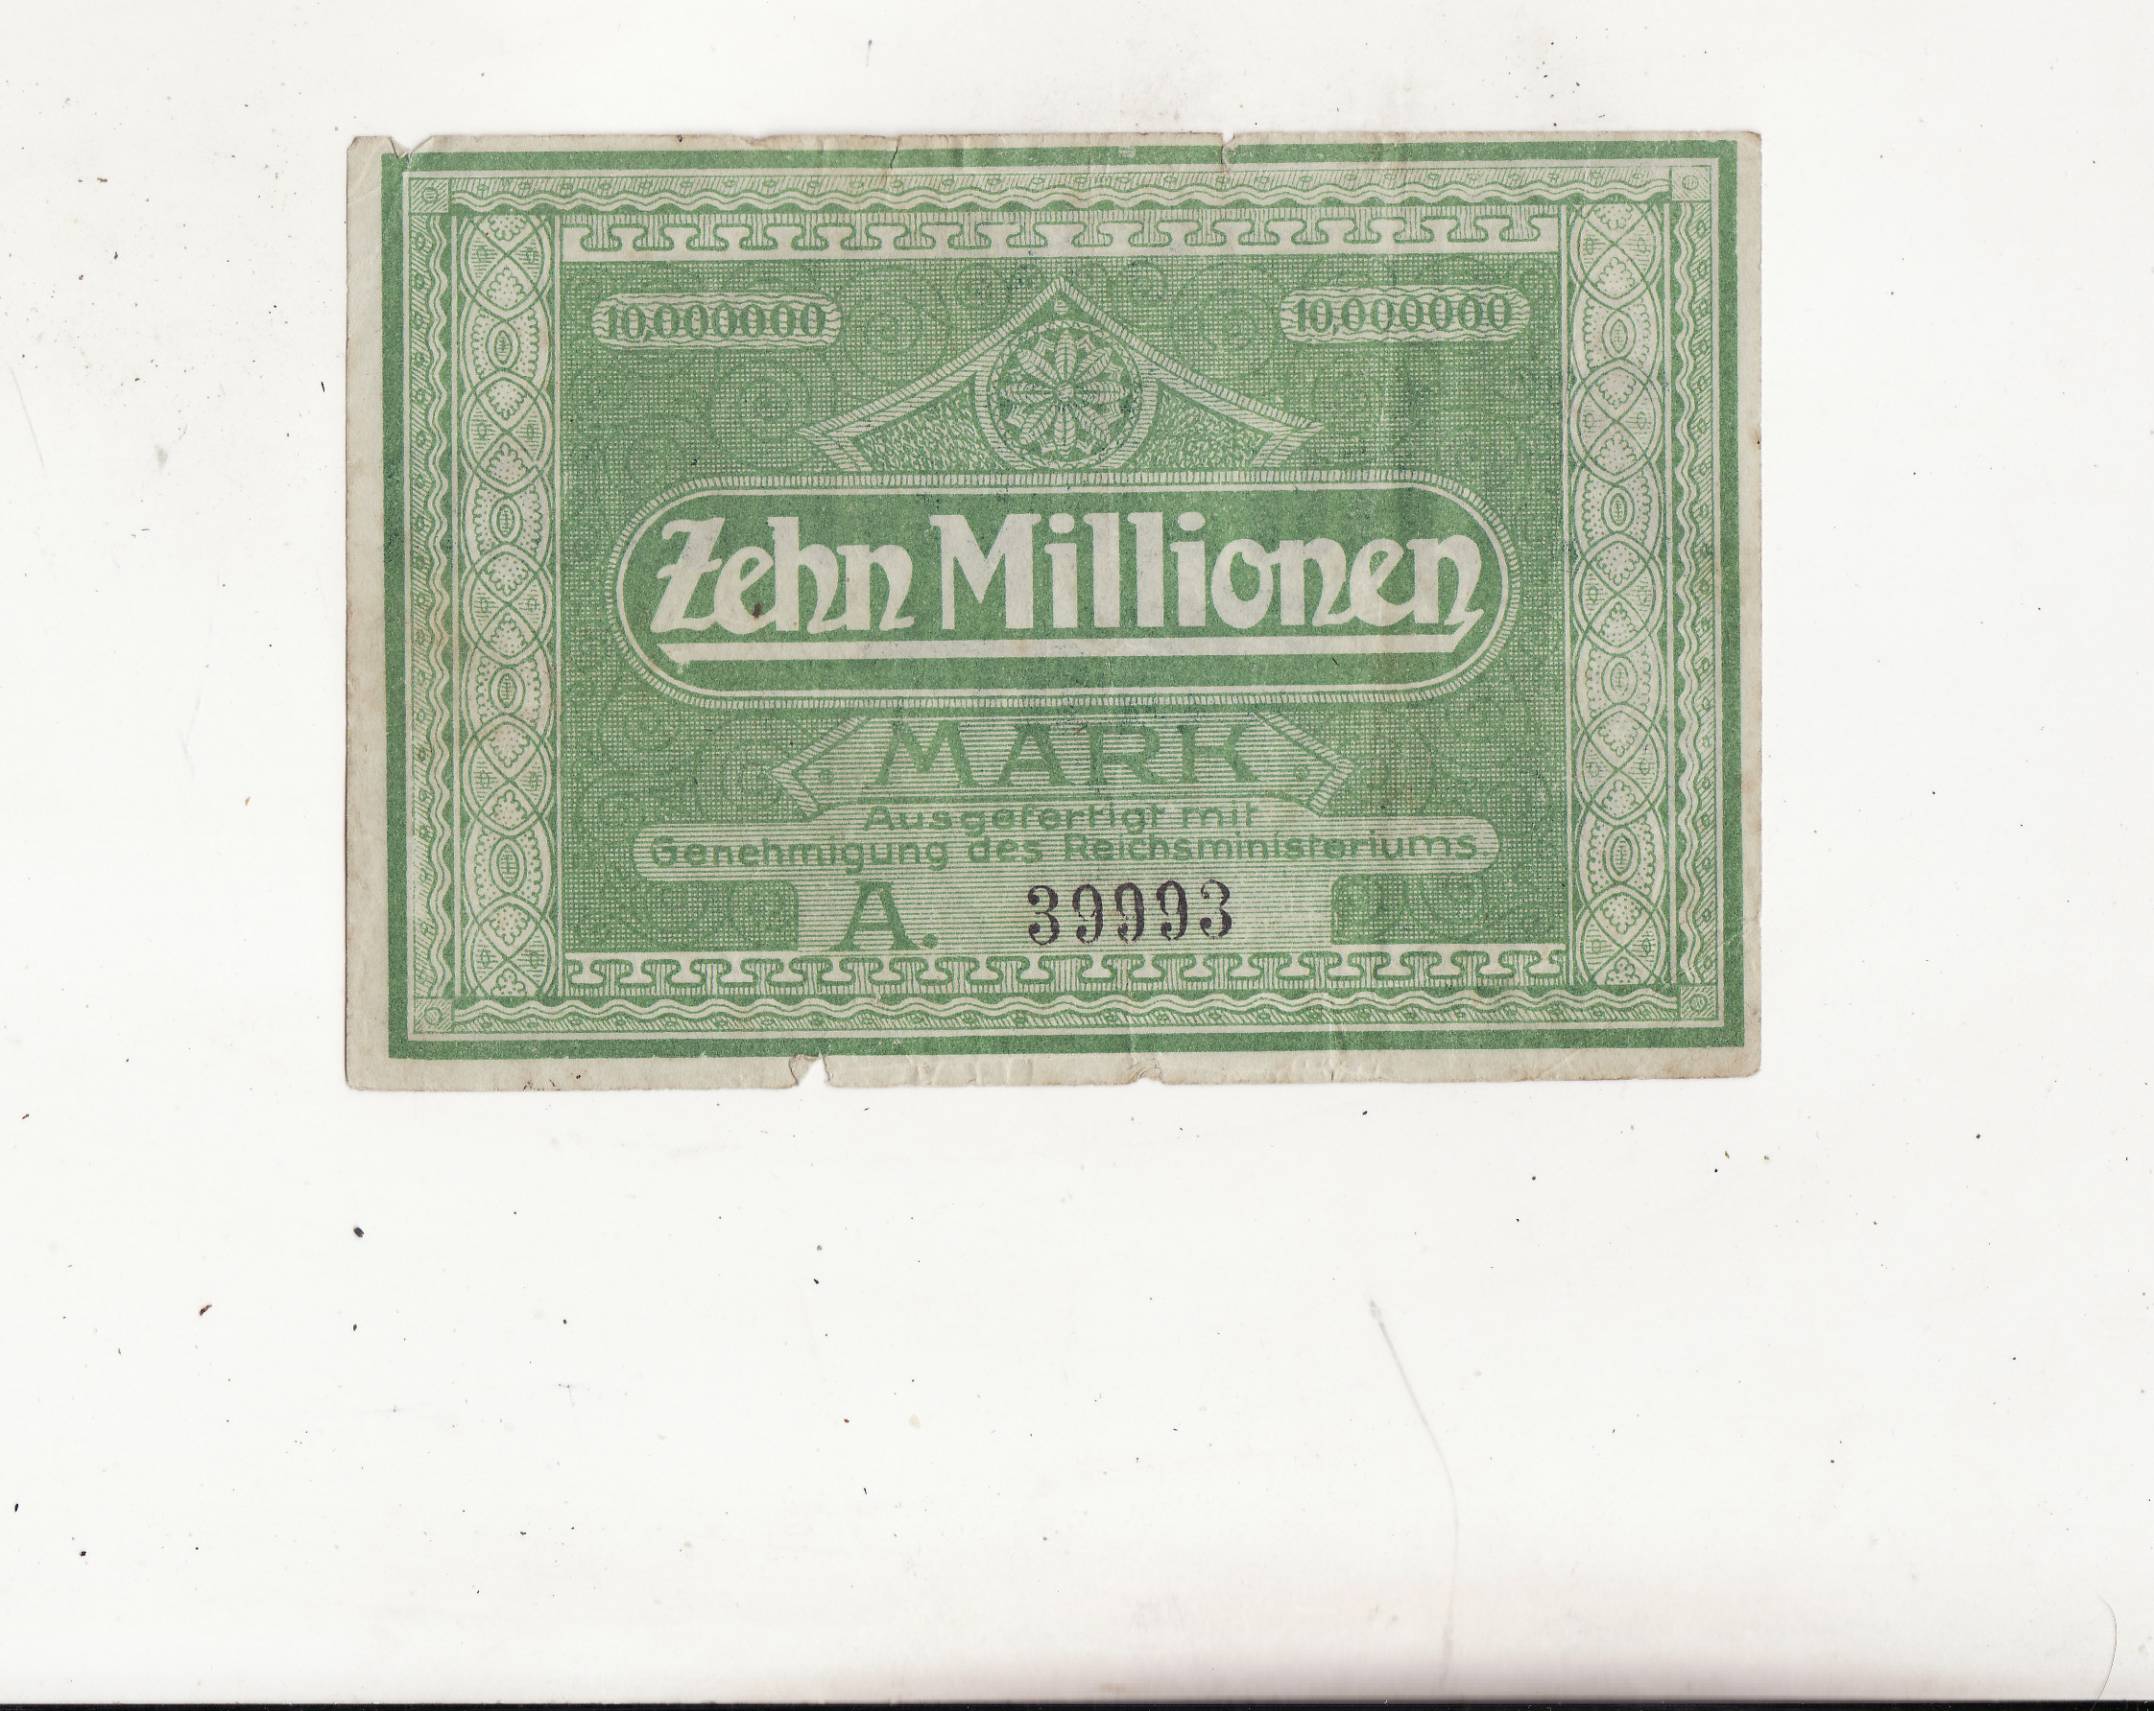 10,000000 10,000000
Zehn Millionen
MARK
Ausgefertigt mit
Genehmigung des Reichsministeriums
A. 39993